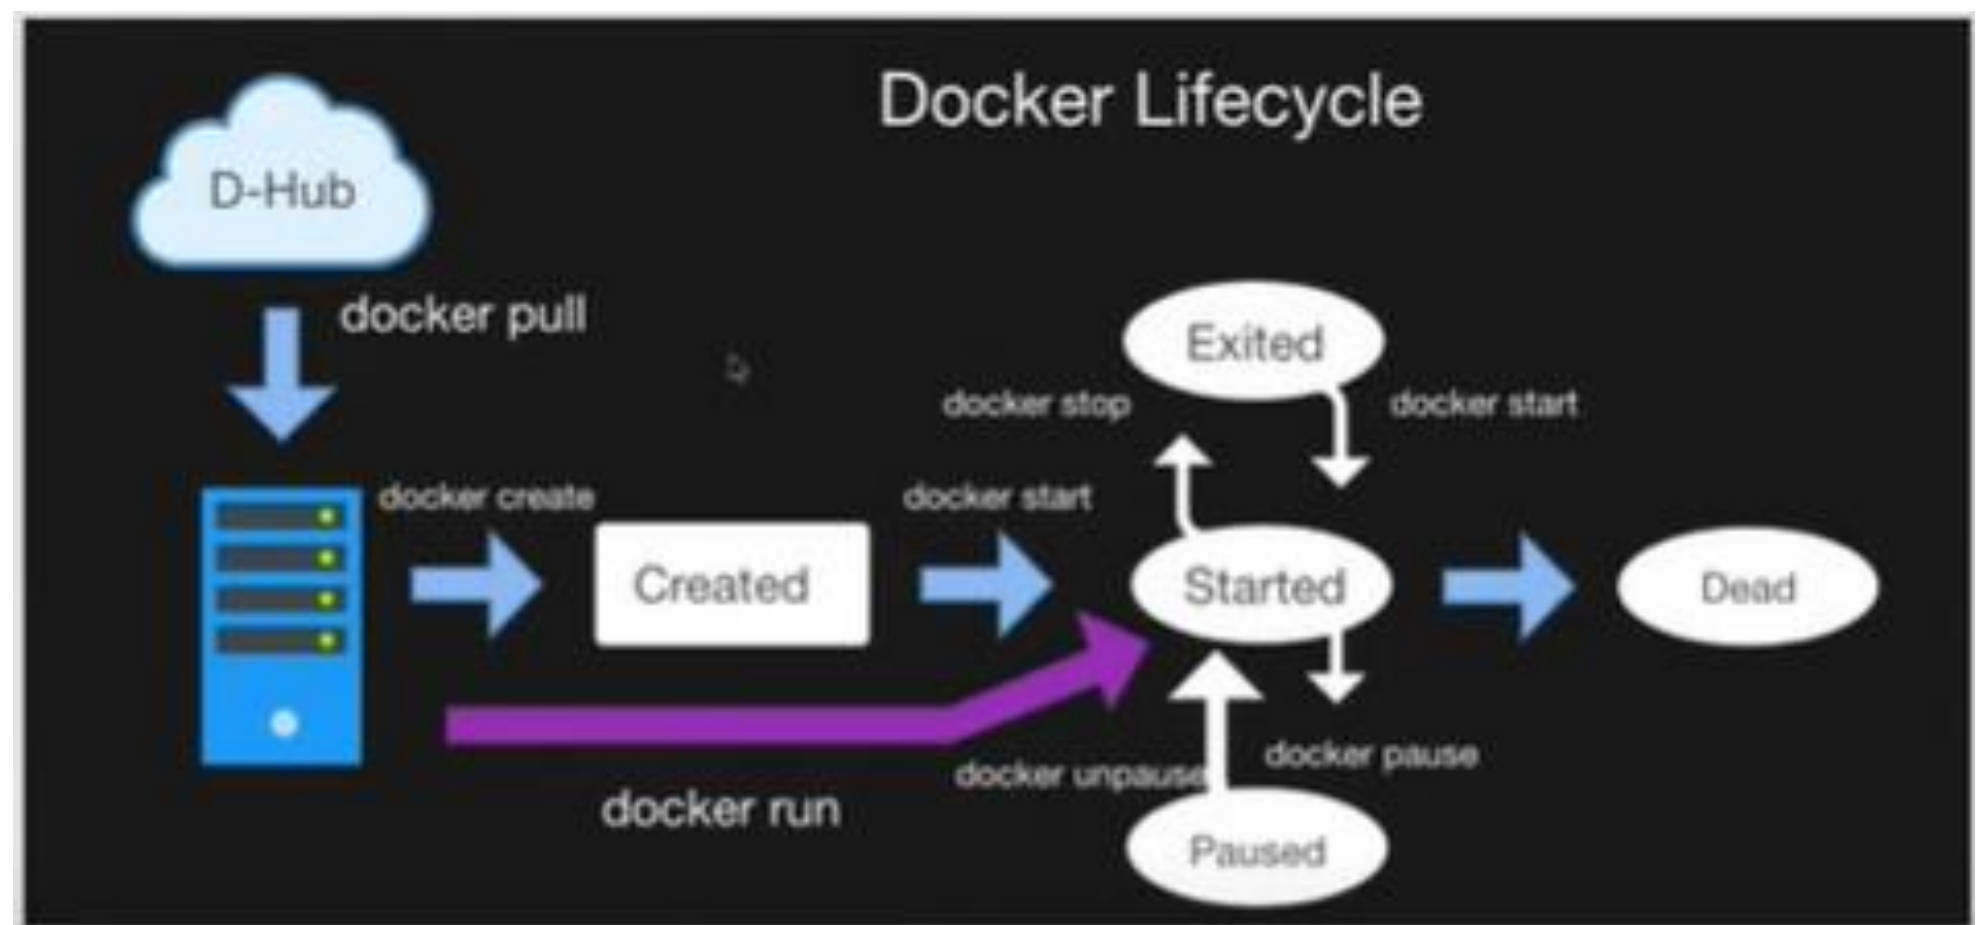 Docker Lifecycle
D-Hub
docker pull
Exited
docker stop
docker start
docker create
docker start
Created
Started
Dead
docker unpause
docker pause
docker run
Paused